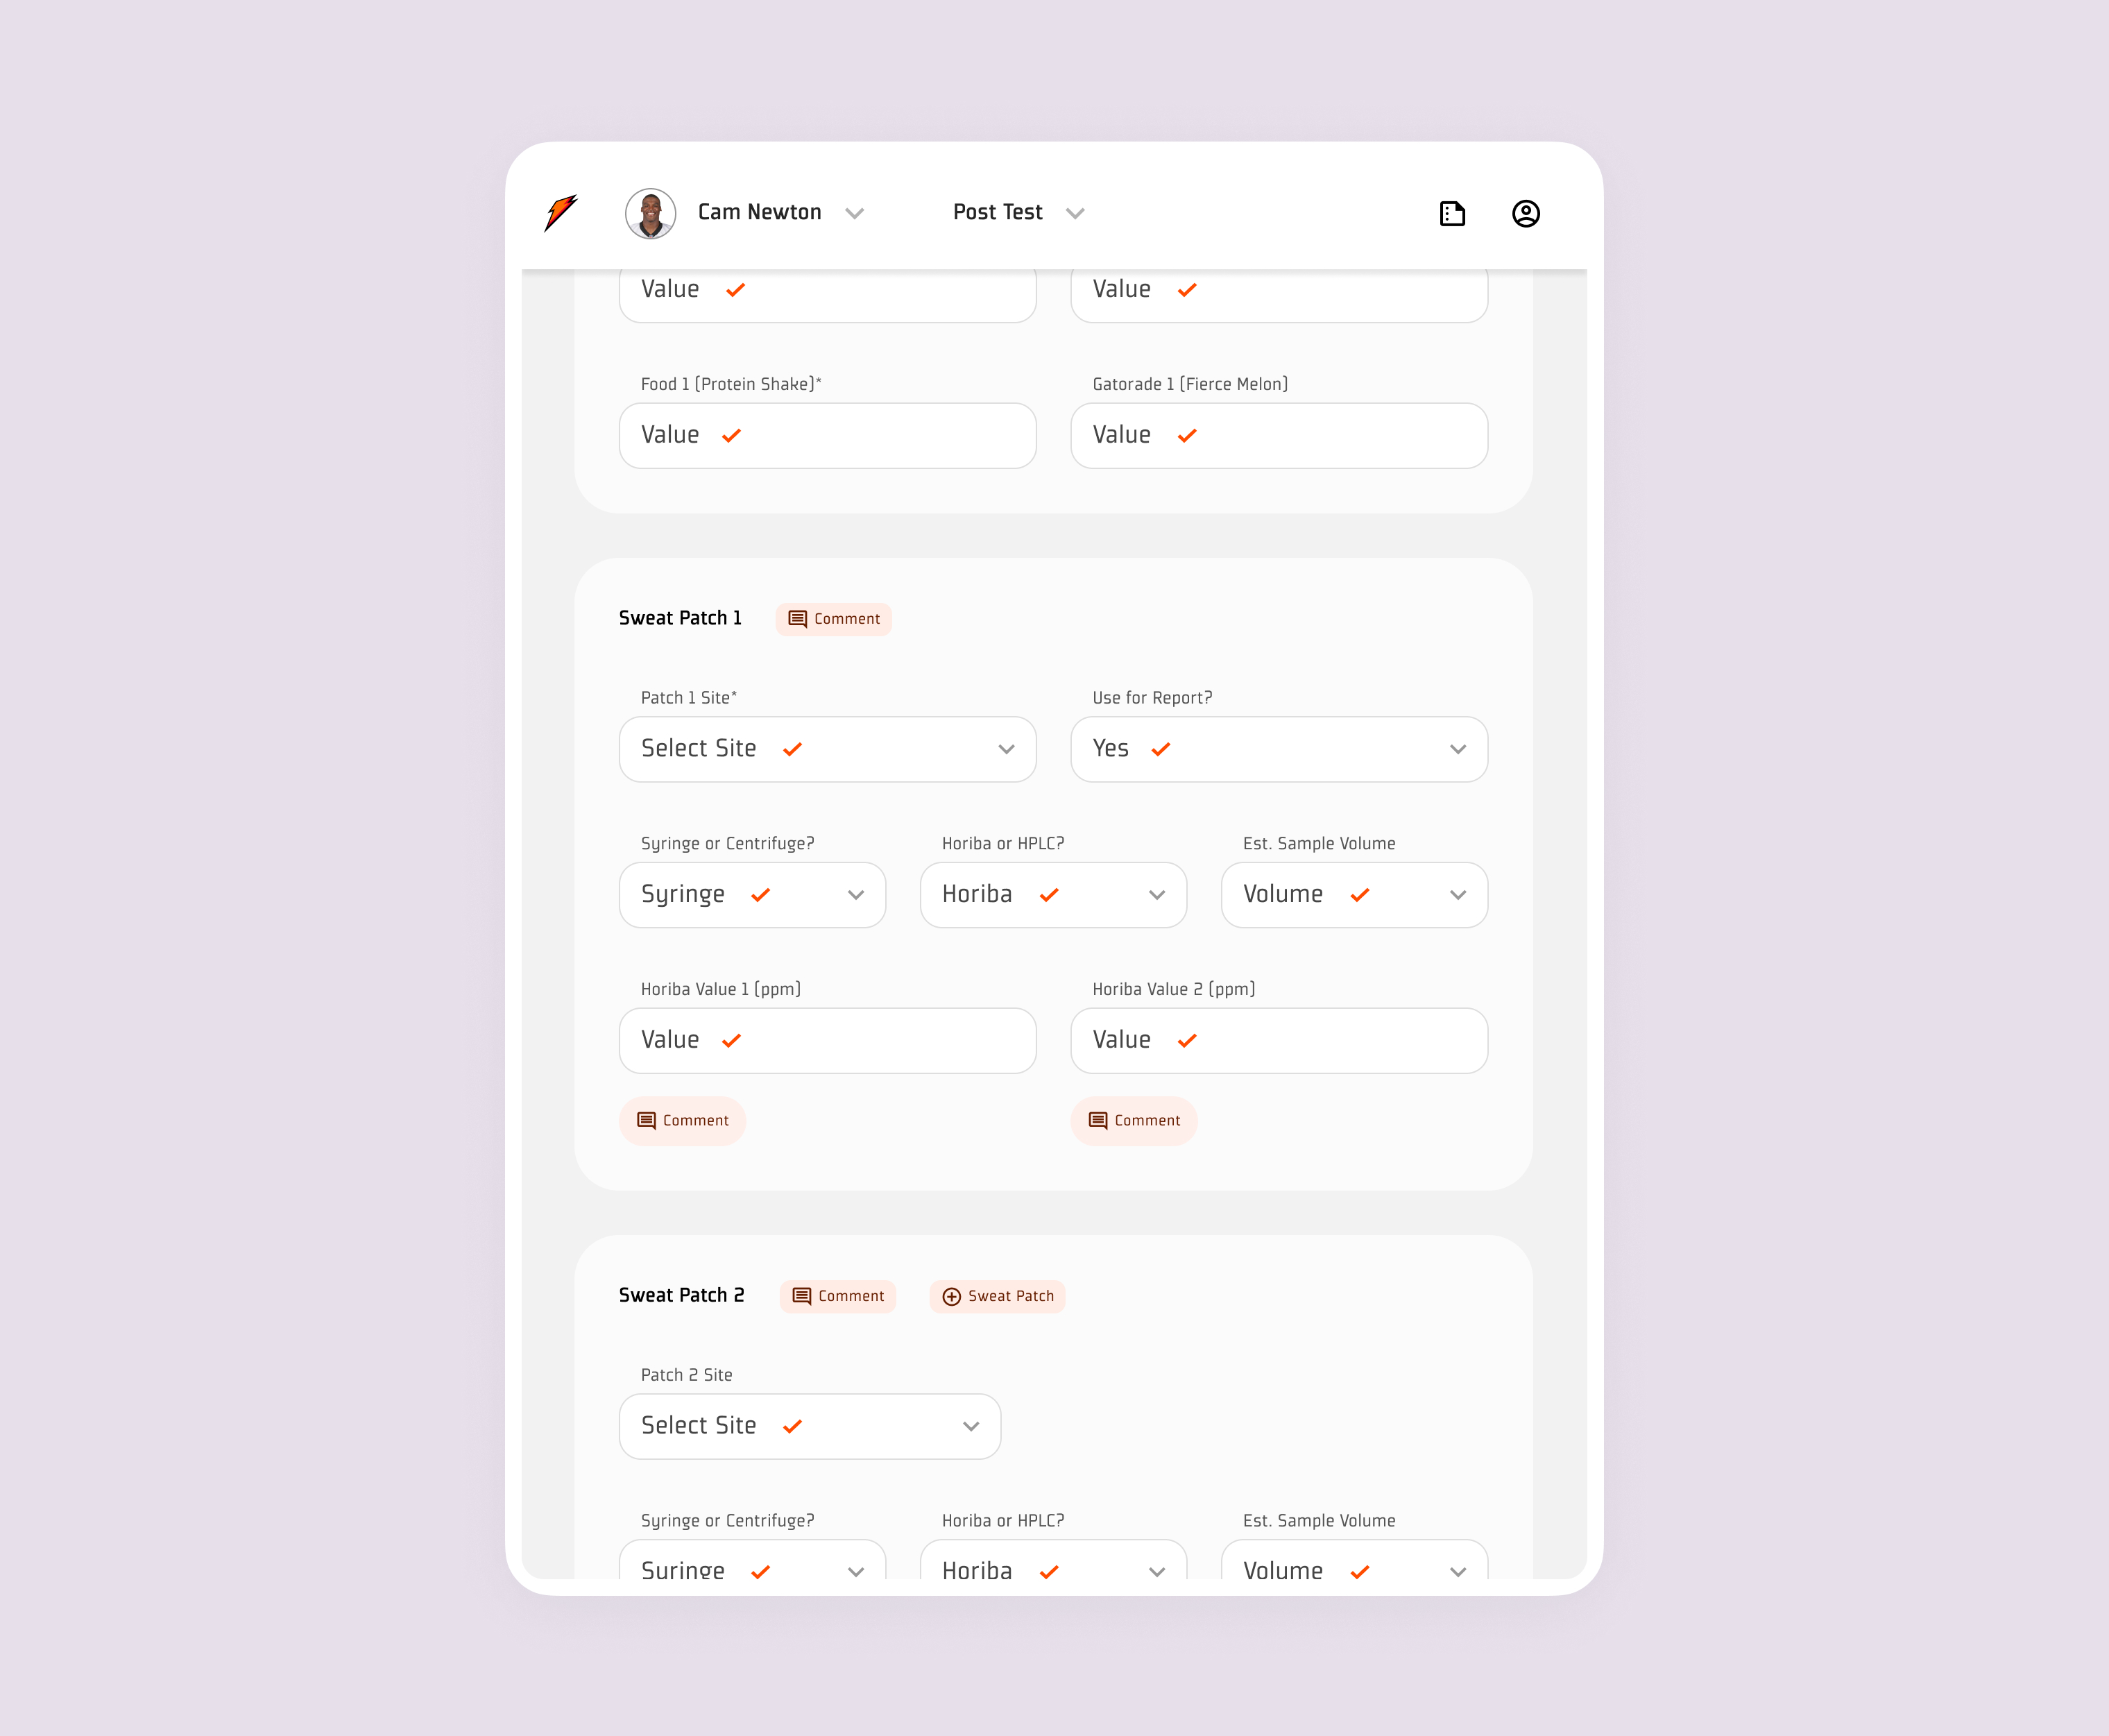 Cam Newton
Post Test
Value
Value
Food 1 (Protein Shake)*
Gatorade 1 (Fierce Melon)
Value
Value
Sweat Patch 1
Comment
Patch 1 Site*
Use for Report?
Select Site
Yes
Syringe or Centrifuge?
Horiba or HPLC?
Est. Sample Volume
Syringe
Horiba
Volume
Horiba Value 1 (ppm)
Horiba Value 2 (ppm)
Value
Value
Comment
Comment
Sweat Patch 2
Comment
Sweat Patch
Patch 2 Site
Select Site
Syringe or Centrifuge?
Horiba or HPLC?
Est. Sample Volume
Syringe
Horiba
Volume